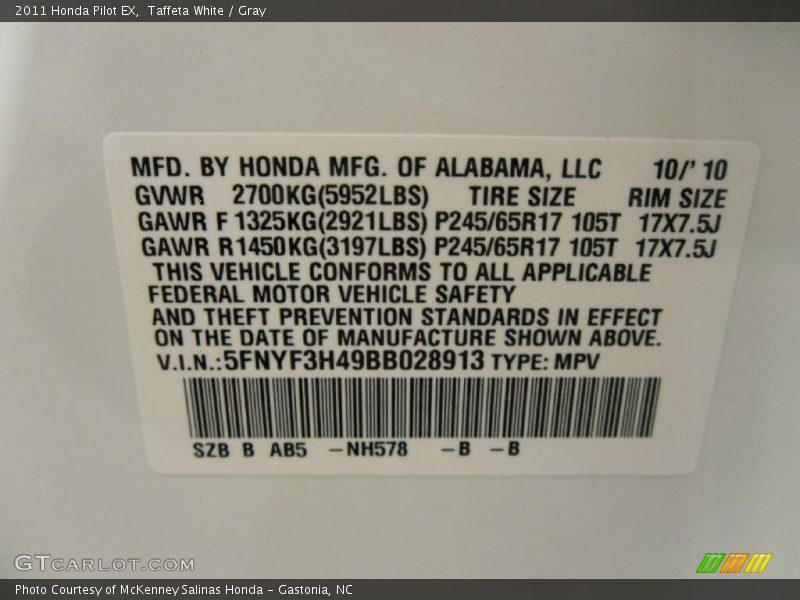 2011 Honda Pilot EX,  Taffeta White / Gray
MFD. BY HONDA MFG. OF ALABAMA, LLC 10/' 10
GVWR 2700KG(5952LBS) TIRE SIZE RIM SIZE
GAWR F 1325KG(2921LBS) P245/65R17 105T 17X7.5J
GAWR R1450KG(3197LBS) P245/65R17 105T 17X7.5J
THIS VEHICLE CONFORMS TO ALL APPLICABLE
FEDERAL MOTOR VEHICLE SAFETY
AND THEFT PREVENTION STANDARDS IN EFFECT
ON THE DATE OF MANUFACTURE SHOWN ABOVE.
V.I.N.:5FNYF3H49BB028913 TYPE: MPV
SZB B AB5 -NH578 -B -B
GTCARLOT.COM
Photo Courtesy of McKenney Salinas Honda - Gastonia, NC